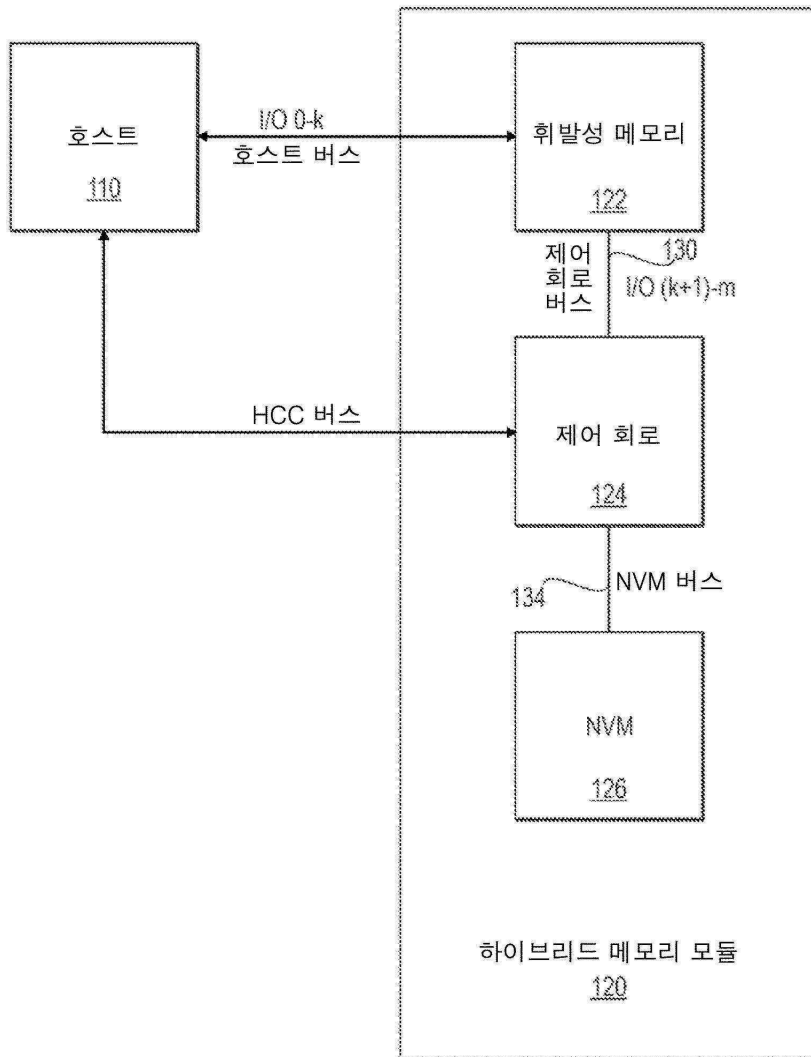 호스트
110
I/O 0-k
호스트 버스
휘발성 메모리
122
제어
회로
버스
130
I/O (k+1)-m
HCC 버스
제어 회로
124
134
NVM 버스
NVM
126
하이브리드 메모리 모듈
120